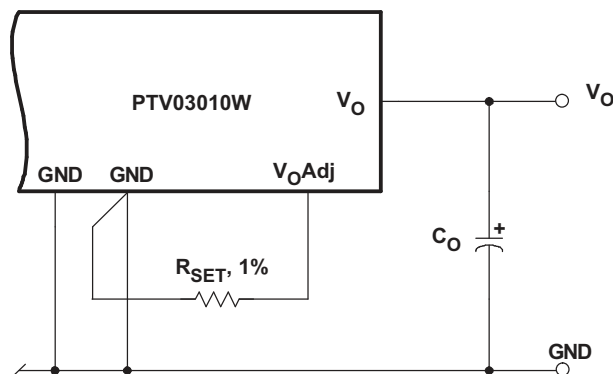 PTV03010W
VO
VO
GND
GND
VOAdj
RSET, 1%
CO
+
GND